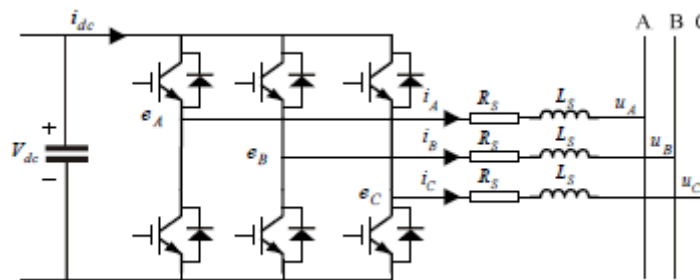 i_dc
A B C
i_A R_S L_S u_A
e_A
+
i_B R_S L_S u_B
V_dc
e_B
−
i_C R_S L_S u_C
e_C